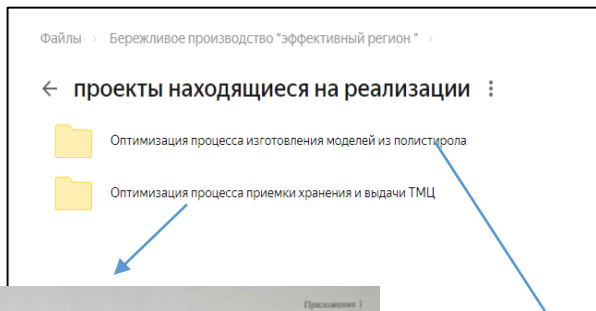 Файлы > Бережливое производство "эффективный регион " >
← проекты находящиеся на реализации ⋮
Оптимизация процесса изготовления моделей из полистирола
Оптимизация процесса приемки хранения и выдачи ТМЦ
Приложение 1